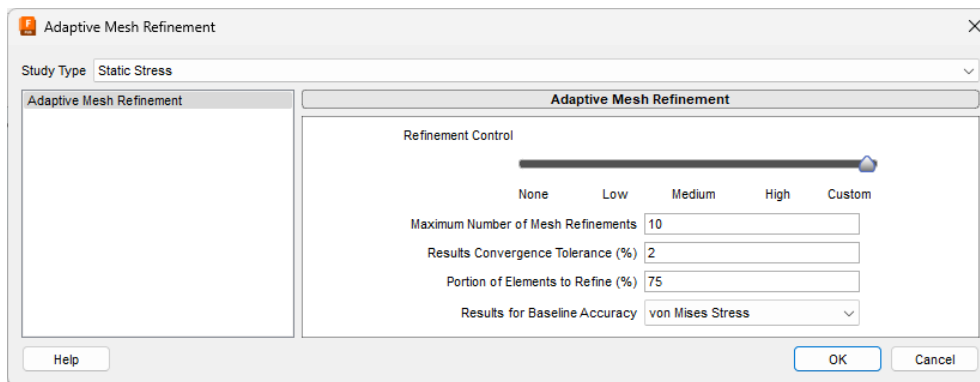 Adaptive Mesh Refinement
Study Type Static Stress
Adaptive Mesh Refinement
Adaptive Mesh Refinement
Refinement Control
None Low Medium High Custom
Maximum Number of Mesh Refinements 10
Results Convergence Tolerance (%) 2
Portion of Elements to Refine (%) 75
Results for Baseline Accuracy von Mises Stress
Help OK Cancel